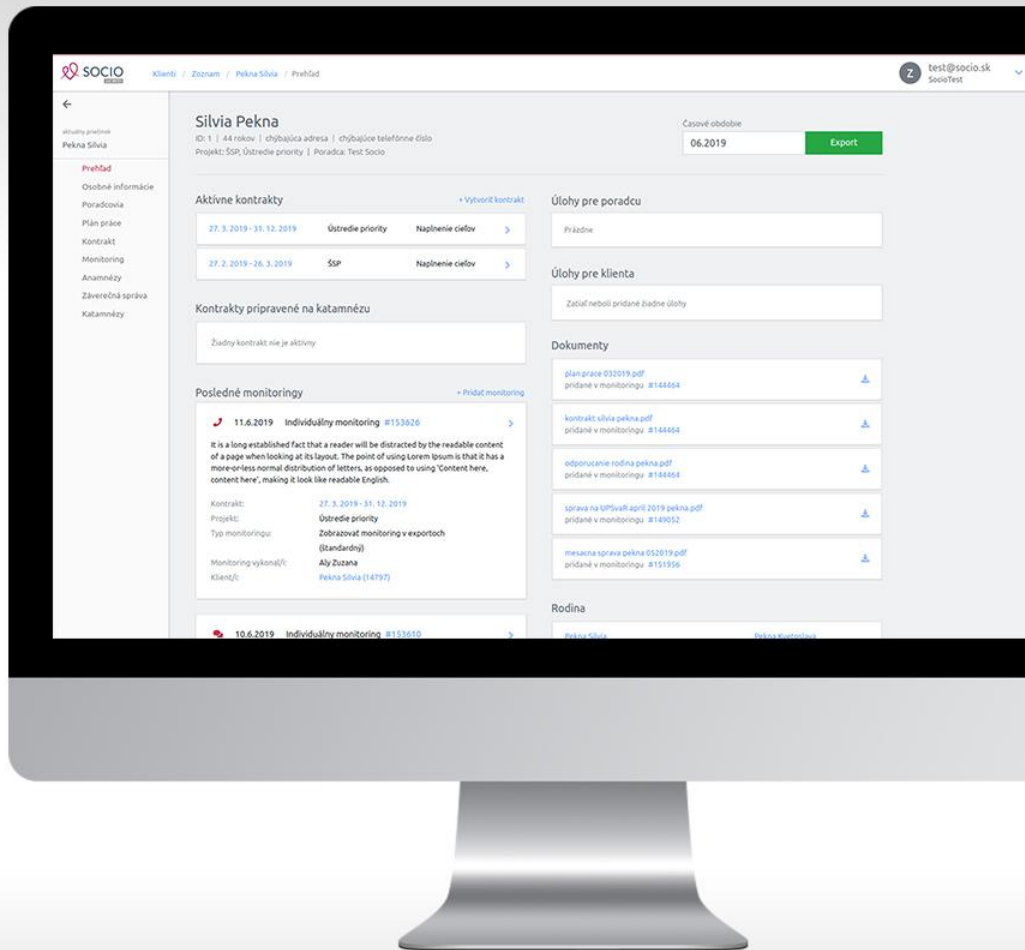 SOCIO
Klienti / Zoznam / Pekna Silvia / Prehľad
Z
test@socio.sk
SocioTest
aktuálny priečinok
Pekna Silvia
Prehľad
Osobné informácie
Poradcovia
Plán práce
Kontrakt
Monitoring
Anamnézy
Záverečná správa
Katamnézy
Silvia Pekna
ID: 1 | 44 rokov | chýbajúca adresa | chýbajúce telefónne číslo
Projekt: ŠSP, Ústredie priority | Poradca: Test Socio
Časové obdobie
06.2019
Export
Aktívne kontrakty
+ Vytvoriť kontrakt
27. 3. 2019 - 31. 12. 2019 Ústredie priority Naplnenie cieľov
27. 2. 2019 - 26. 3. 2019 ŠSP Naplnenie cieľov
Kontrakty pripravené na katamnézu
Žiadny kontrakt nie je aktívny
Posledné monitoringy
+ Pridať monitoring
11.6.2019 Individuálny monitoring #153626
It is a long established fact that a reader will be distracted by the readable content
of a page when looking at its layout. The point of using Lorem Ipsum is that it has a
more-or-less normal distribution of letters, as opposed to using 'Content here,
content here', making it look like readable English.
Kontrakt: 27. 3. 2019 - 31. 12. 2019
Projekt: Ústredie priority
Typ monitoringu: Zobrazovať monitoring v exportoch
(štandardný)
Monitoring vykonal/i: Aly Zuzana
Klient/i: Pekna Silvia (14797)
10.6.2019 Individuálny monitoring #153610
Úlohy pre poradcu
Prázdne
Úlohy pre klienta
Zatiaľ neboli pridané žiadne úlohy
Dokumenty
plan prace 032019.pdf
pridané v monitoringu #144464
kontrakt silvia pekna.pdf
pridané v monitoringu #144464
odporucanie rodina pekna.pdf
pridané v monitoringu #144464
sprava na UPSvaR april 2019 pekna.pdf
pridané v monitoringu #149052
mesacna sprava pekna 052019.pdf
pridané v monitoringu #151956
Rodina
Pekna Silvia
Pekna Kvetoslava